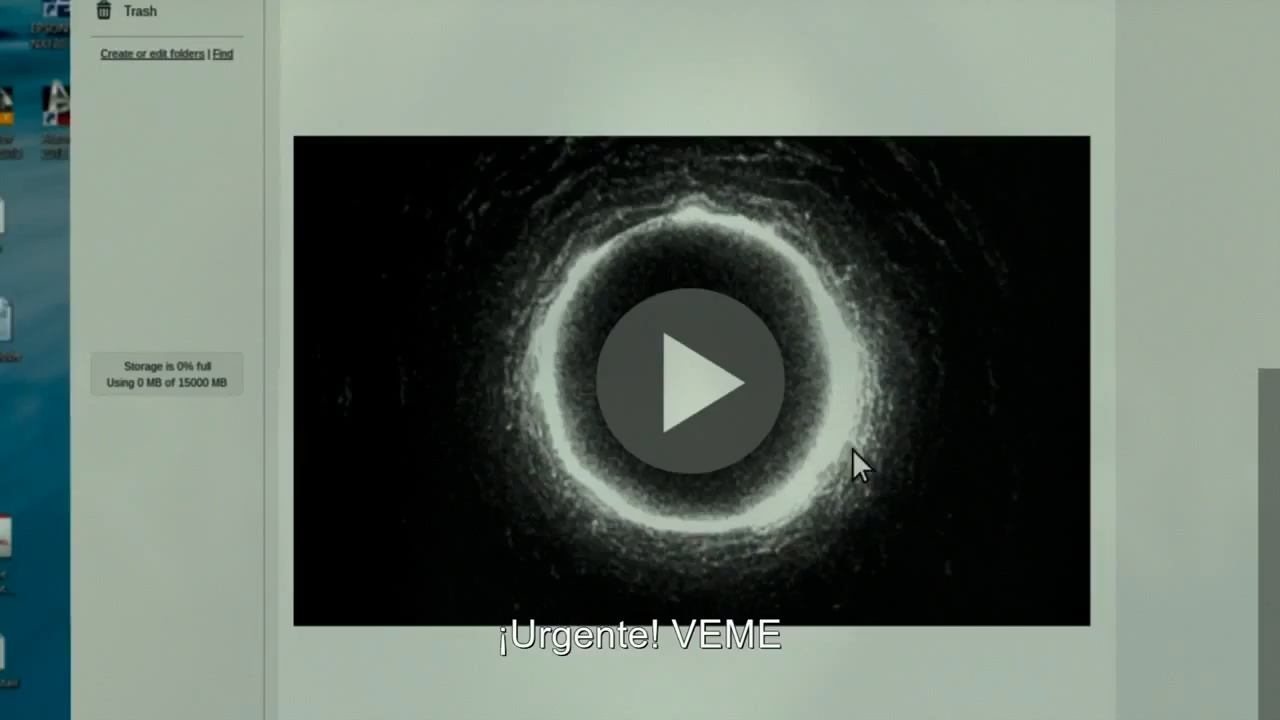 Trash
Create or edit folders | Find
Storage is 0% full
Using 0 MB of 15000 MB
¡Urgente! VEME